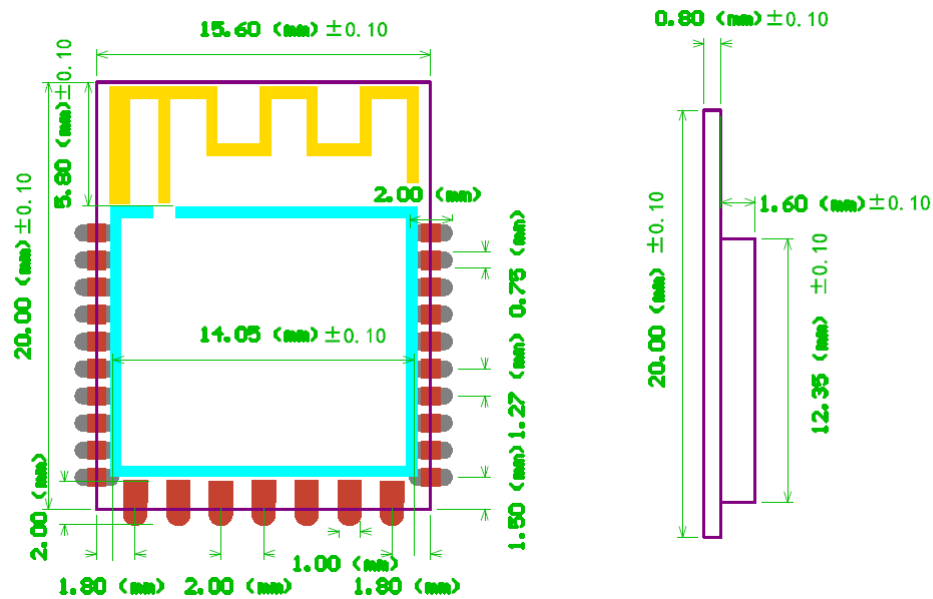 15.60 (mm) ±0.10
0.80 (mm) ±0.10
5.80 (mm) ±0.10
20.00 (mm) ±0.10
2.00 (mm)
1.60 (mm) ±0.10
0.75 (mm)
14.05 (mm) ±0.10
1.27 (mm)
20.00 (mm) ±0.10
12.35 (mm) ±0.10
2.00 (mm)
1.50 (mm)
1.00 (mm)
1.80 (mm)
2.00 (mm)
1.80 (mm)